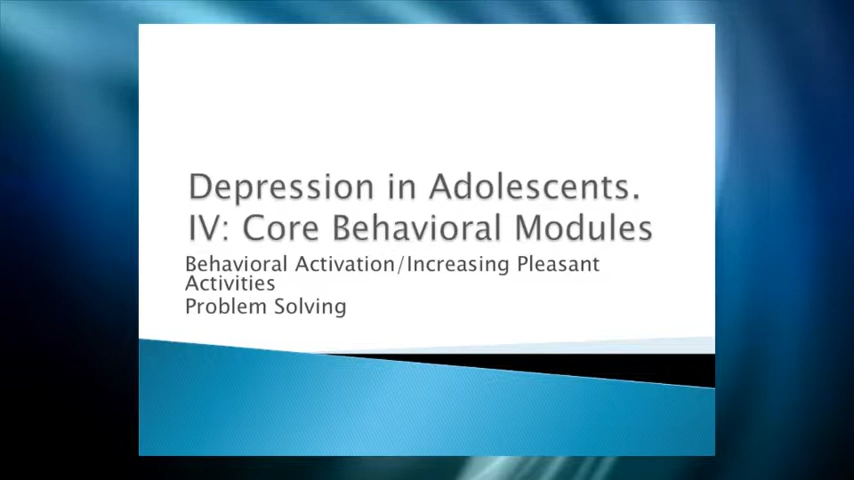 Depression in Adolescents.
IV: Core Behavioral Modules
Behavioral Activation/Increasing Pleasant
Activities
Problem Solving